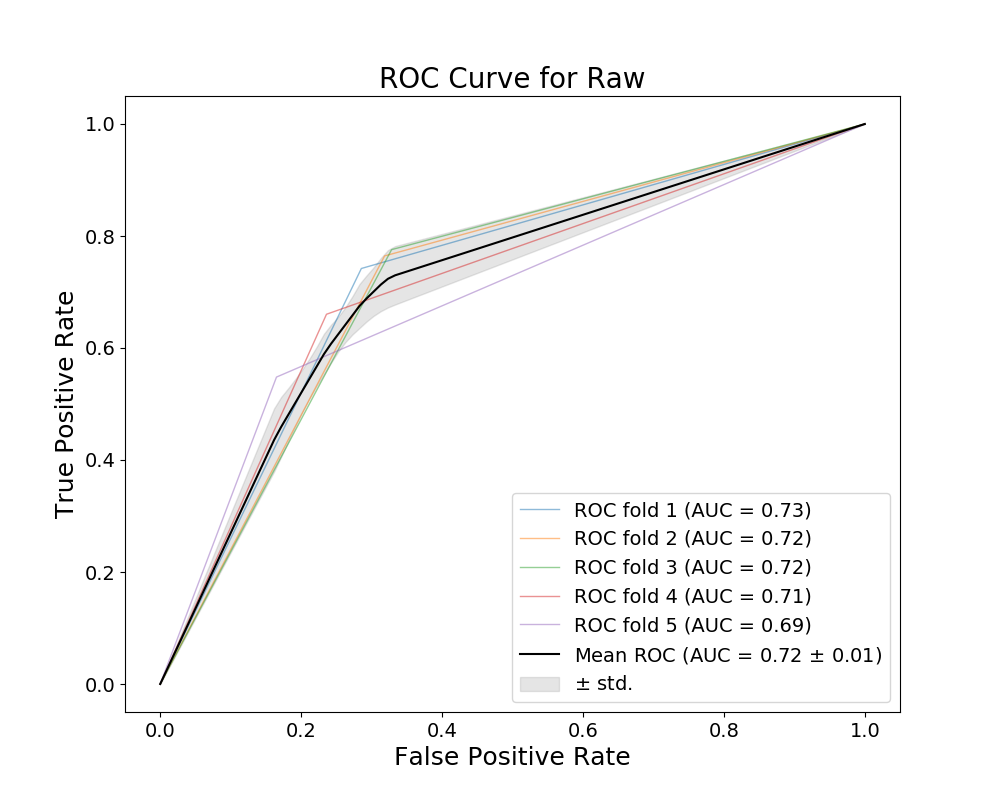 ROC Curve for Raw
True Positive Rate
1.0
0.8
0.6
0.4
0.2
0.0
ROC fold 1 (AUC = 0.73)
ROC fold 2 (AUC = 0.72)
ROC fold 3 (AUC = 0.72)
ROC fold 4 (AUC = 0.71)
ROC fold 5 (AUC = 0.69)
Mean ROC (AUC = 0.72 ± 0.01)
± std.
0.0 0.2 0.4 0.6 0.8 1.0
False Positive Rate